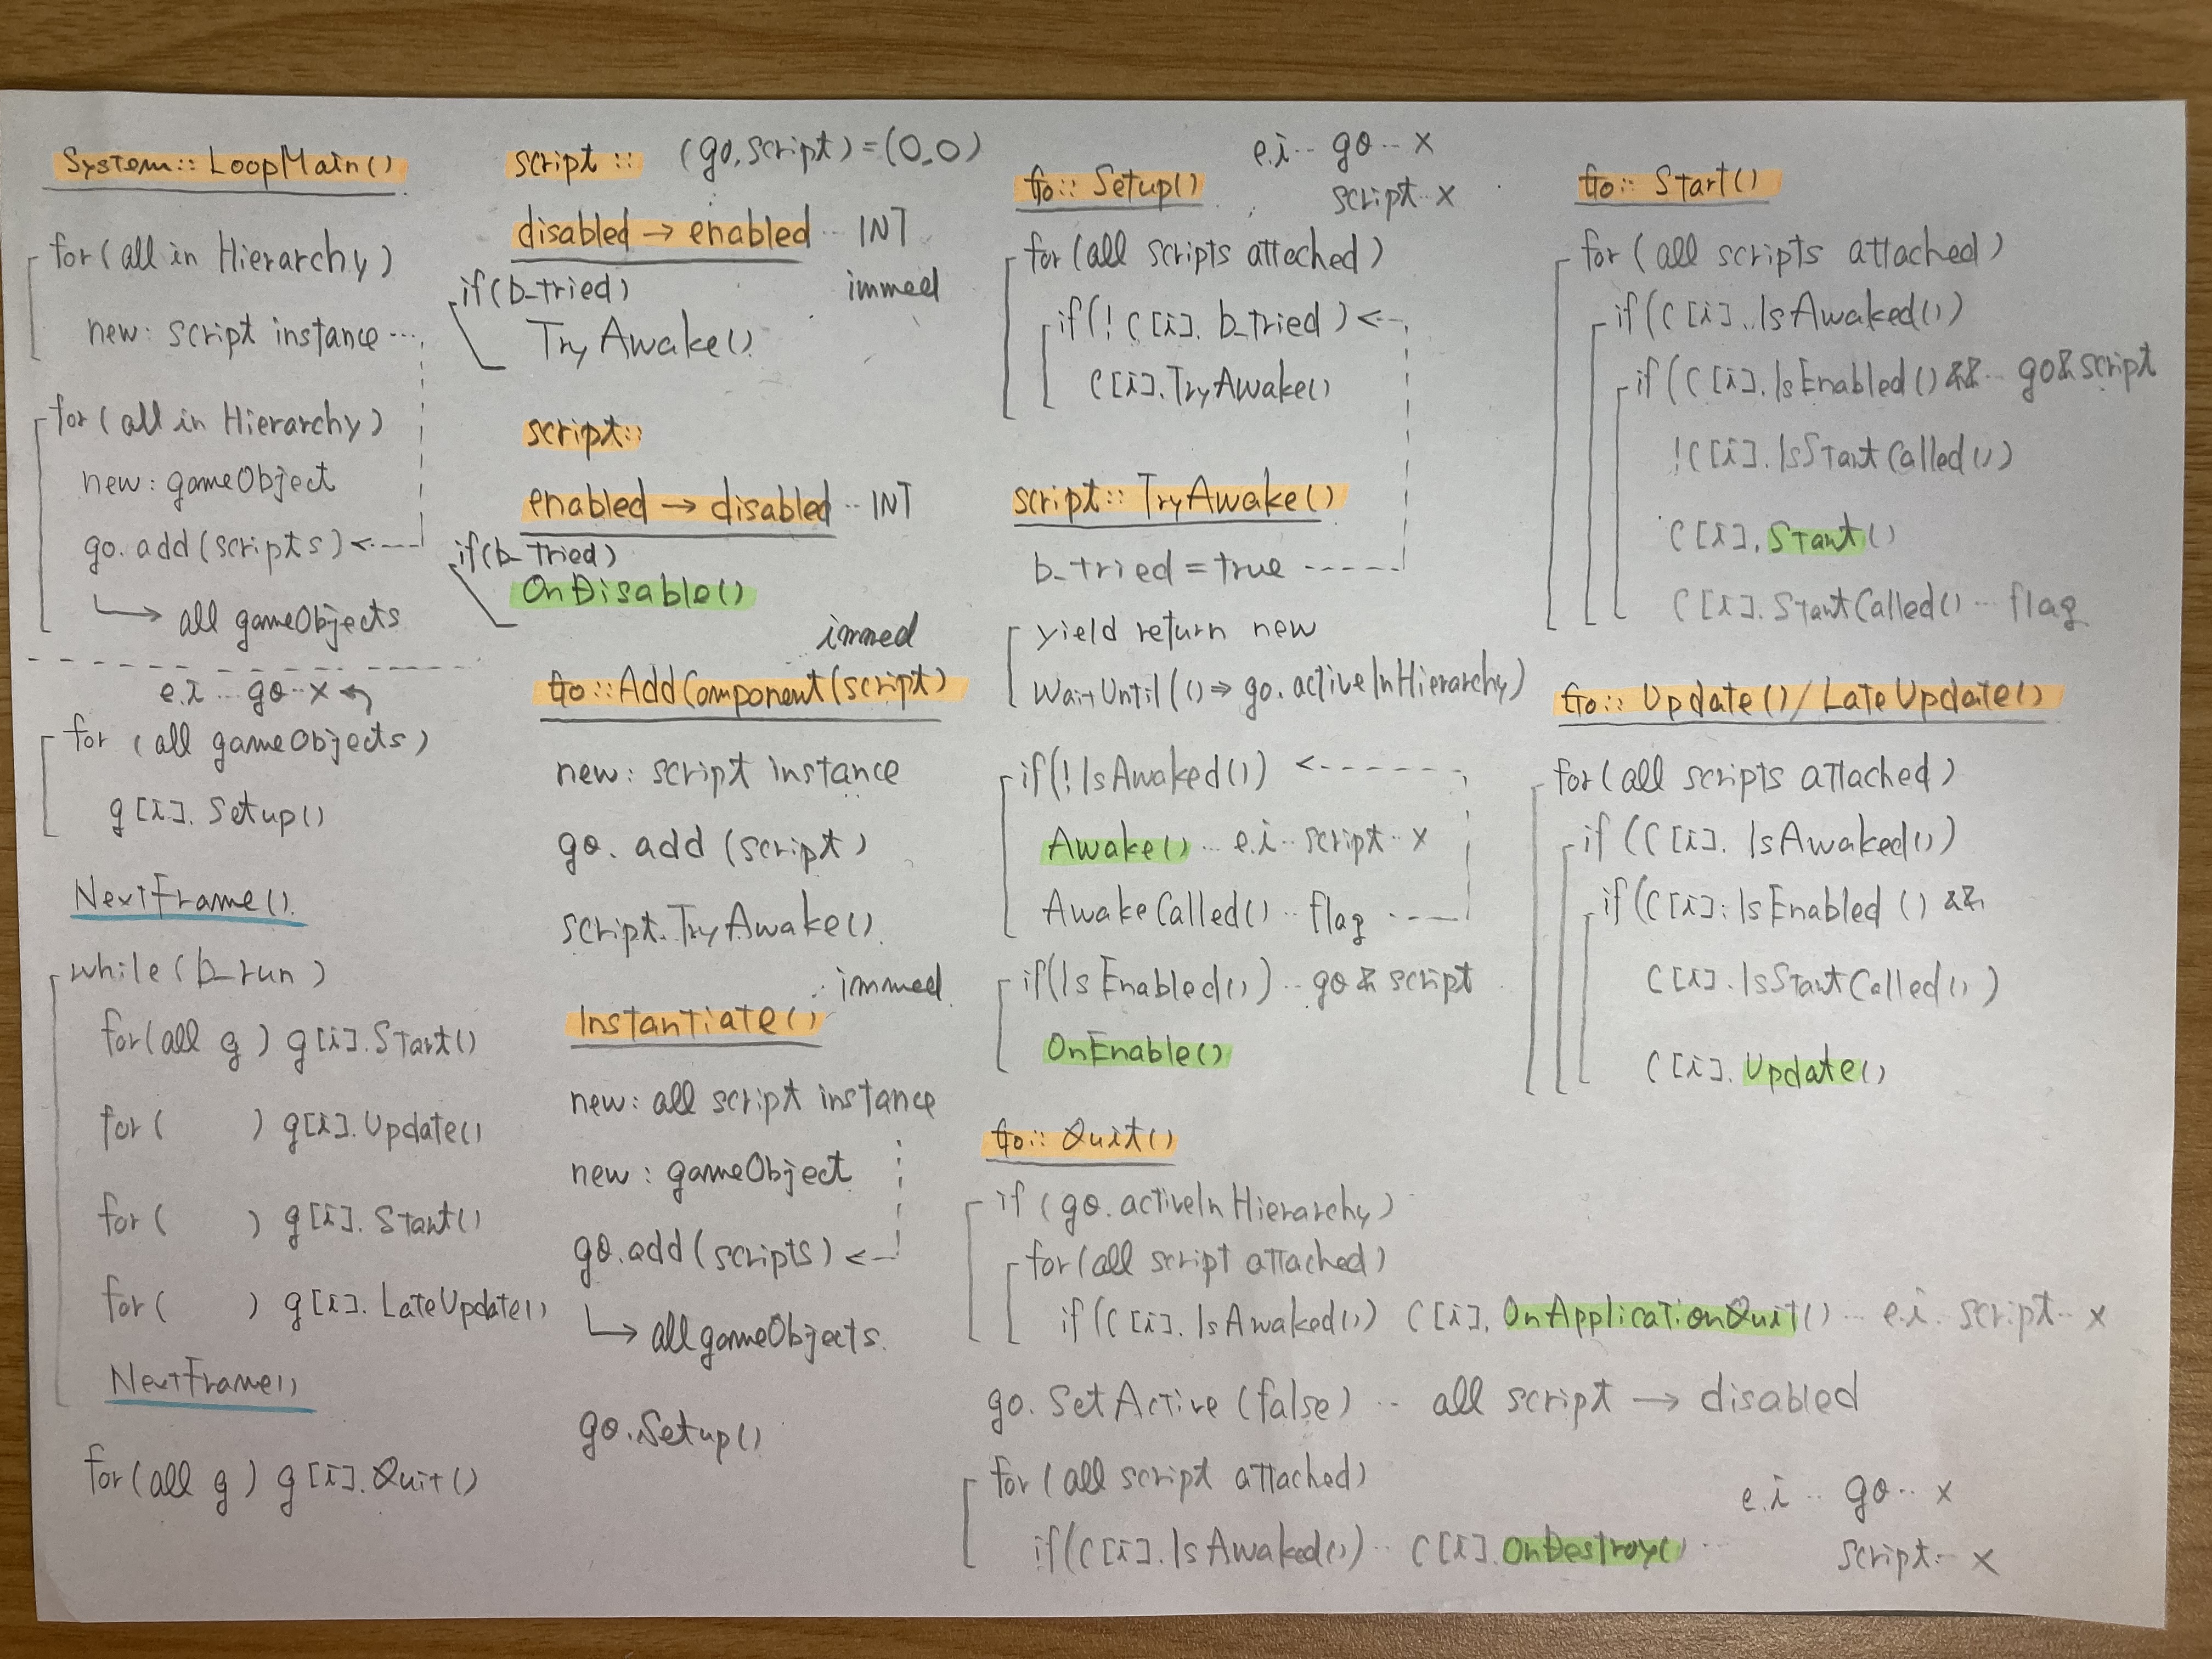 System::LoopMain()
for(all in Hierarchy)
new: script instance ...
for(all in Hierarchy)
new: gameObject
go.add(scripts)
all gameObjects
e.i ... go.. x
for (all gameObjects)
g[i]. Setup()
NextFrame()
while(b_run)
for(all g) g[i].Start()
for( ) g[i].Update()
for( ) g[i].Start()
for( ) g[i].LateUpdate()
NextFrame()
for(all g) g[i].Quit()
script:: (go, script) = (0,0)
disabled → enabled .. INT
immed
if(b_tried)
TryAwake()
script::
enabled → disabled .. INT
if(b_tried)
OnDisable()
immed
Go::AddComponent(script)
new: script instance
go. add (script)
script.TryAwake()
immed
Instantiate()
new: all script instance
new: gameObject
go.add(scripts)
→ all gameObjects.
go.Setup()
e.i.. go.. x
script.. x
Go:: Setup()
for(all scripts attached)
if(! C[i]. b_tried)
C[i].TryAwake()
script:: TryAwake()
b_tried = true
yield return new
WaitUntil(()⇒ go.activeInHierarchy)
if(! IsAwaked())
Awake() .. e.i.. script.. x
AwakeCalled() .. flag
if(IsEnabled()) .. go & script
OnEnable()
Go:: Quit()
if (go.activeInHierarchy)
for(all script attached)
if(C[i]. IsAwaked()) C[i]. OnApplicationQuit() .. e.i.. script.. x
go. SetActive(false) .. all script → disabled
for(all script attached)
if(C[i]. IsAwaked()) .. C[i].OnDestroy() ..
e.i.. go.. x
script.. x
Go:: Start()
for(all scripts attached)
if(C[i]. IsAwaked())
if(C[i].IsEnabled() && .. go&script
!C[i].IsStartCalled()
C[i]. Start()
C[i]. StartCalled() .. flag
Go:: Update()/LateUpdate()
for(all scripts attached)
if(C[i]. IsAwaked())
if(C[i]. IsEnabled() &&
C[i]. IsStartCalled()
C[i]. Update()